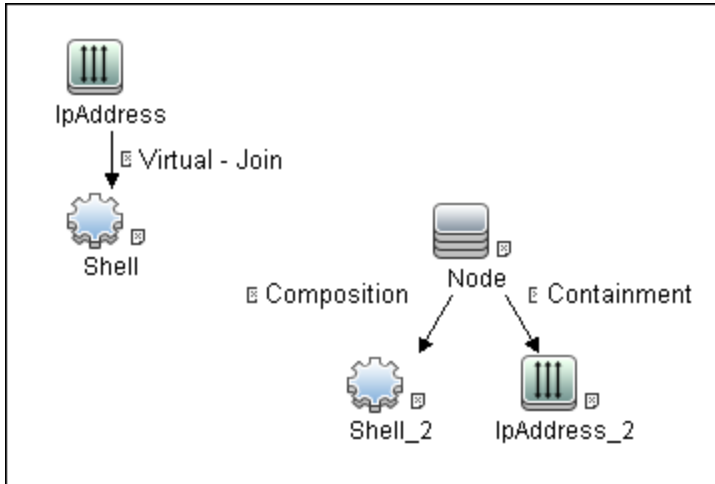 IpAddress
Virtual - Join
Shell
Node
Composition
Containment
Shell_2
IpAddress_2